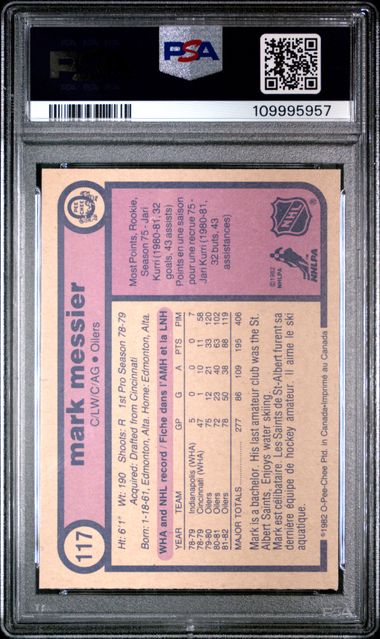 PSA
109995957
117
mark messier
C/LW/C/AG • Oilers
Ht: 6'1" Wt: 190 Shoots: R 1st Pro Season 78-79
Acquired: Drafted from Cincinnati
Born: 1-18-61, Edmonton, Alta. Home: Edmonton, Alta.
WHA and NHL record / Fiche dans l'AMH et la LNH
YEAR TEAM GP G A PTS PIM
78-79 Indianapolis (WHA) 5 0 0 0 0
78-79 Cincinnati (WHA) 47 1 10 11 58
79-80 Oilers 75 12 21 33 120
80-81 Oilers 72 23 40 63 102
81-82 Oilers 78 50 38 88 119
MAJOR TOTALS 277 86 109 195 406
Mark is a bachelor. His last amateur club was the St.
Albert Saints. Enjoys water skiing.
Mark est célibataire. Les Saints de St-Albert furent sa
dernière équipe de hockey amateur. Il aime le ski
aquatique.
©1982 O-Pee-Chee Ptd. in Canada-Imprimé au Canada
O-PEE-CHEE
Most Points, Rookie,
Season 75 - Jari
Kurri (1980-81, 32
goals, 43 assists)
Points en une saison
par une recrue 75 -
Jari Kurri (1980-81,
32 buts, 43
assistances)
©1982
NHLPA
NHLPA
NHL